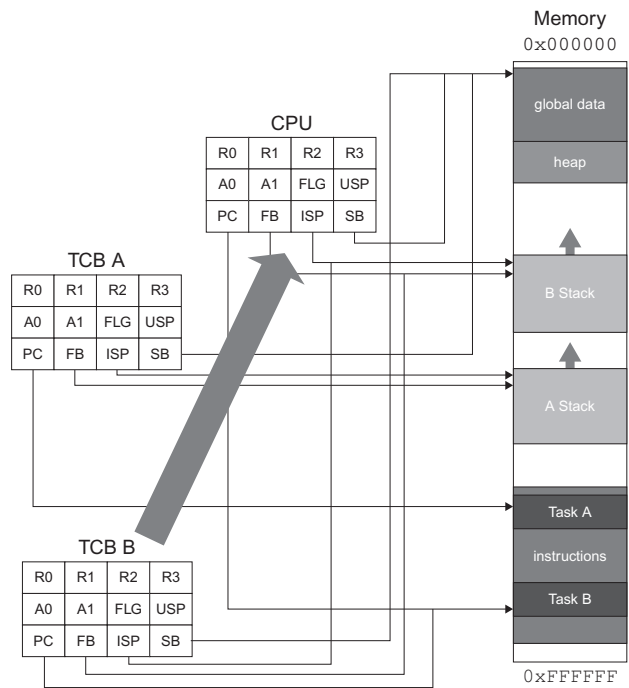 Memory
0x000000
global data
heap
B Stack
A Stack
Task A
instructions
Task B
0xFFFFFF
CPU
R0 R1 R2 R3
A0 A1 FLG USP
PC FB ISP SB
TCB A
R0 R1 R2 R3
A0 A1 FLG USP
PC FB ISP SB
TCB B
R0 R1 R2 R3
A0 A1 FLG USP
PC FB ISP SB